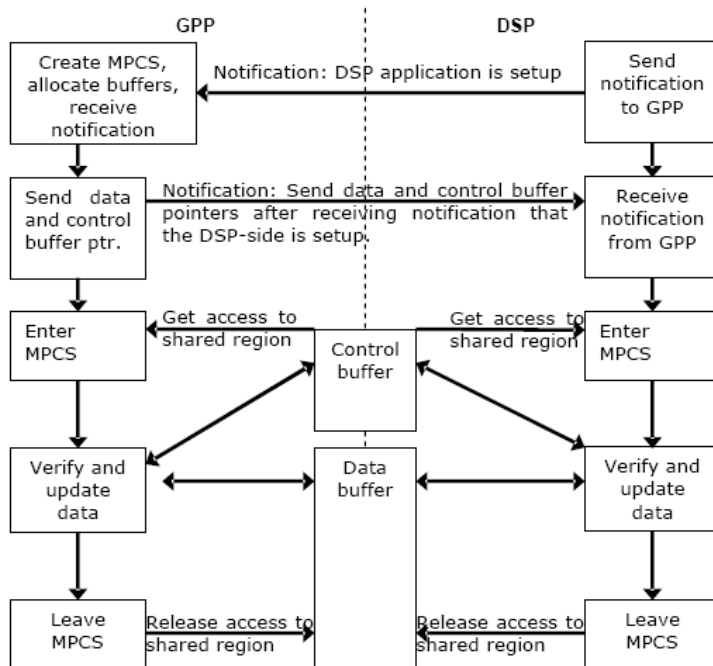 GPP
DSP
Create MPCS,
allocate buffers,
receive
notification
Notification: DSP application is setup
Send
notification
to GPP
Send data
and control
buffer ptr.
Notification: Send data and control buffer
pointers after receiving notification that
the DSP-side is setup.
Receive
notification
from GPP
Enter
MPCS
Get access to
shared region
Control
buffer
Get access to
shared region
Enter
MPCS
Verify and
update
data
Data
buffer
Verify and
update
data
Leave
MPCS
Release access to
shared region
Release access to
shared region
Leave
MPCS